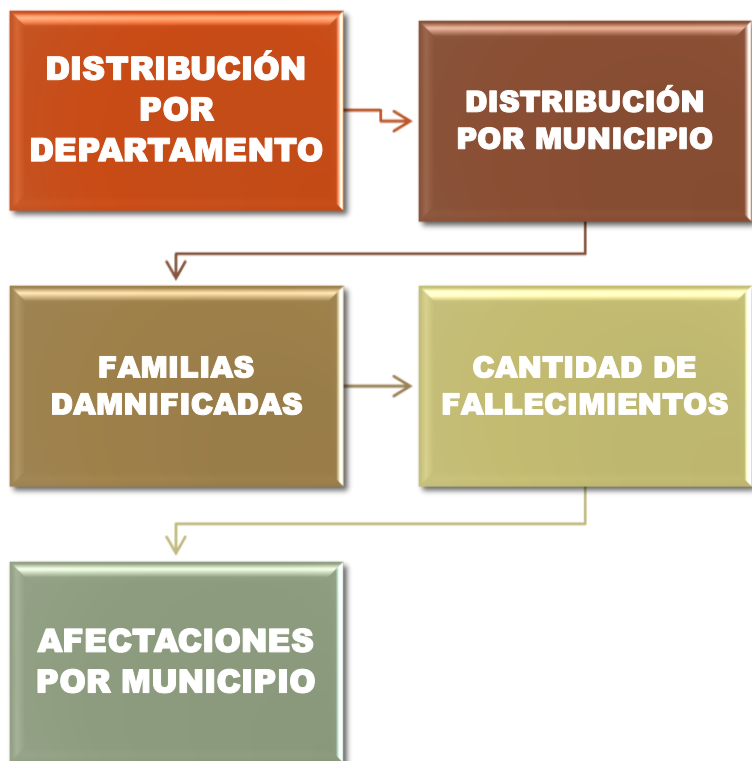 DISTRIBUCIÓN
POR
DEPARTAMENTO
DISTRIBUCIÓN
POR MUNICIPIO
FAMILIAS
DAMNIFICADAS
CANTIDAD DE
FALLECIMIENTOS
AFECTACIONES
POR MUNICIPIO